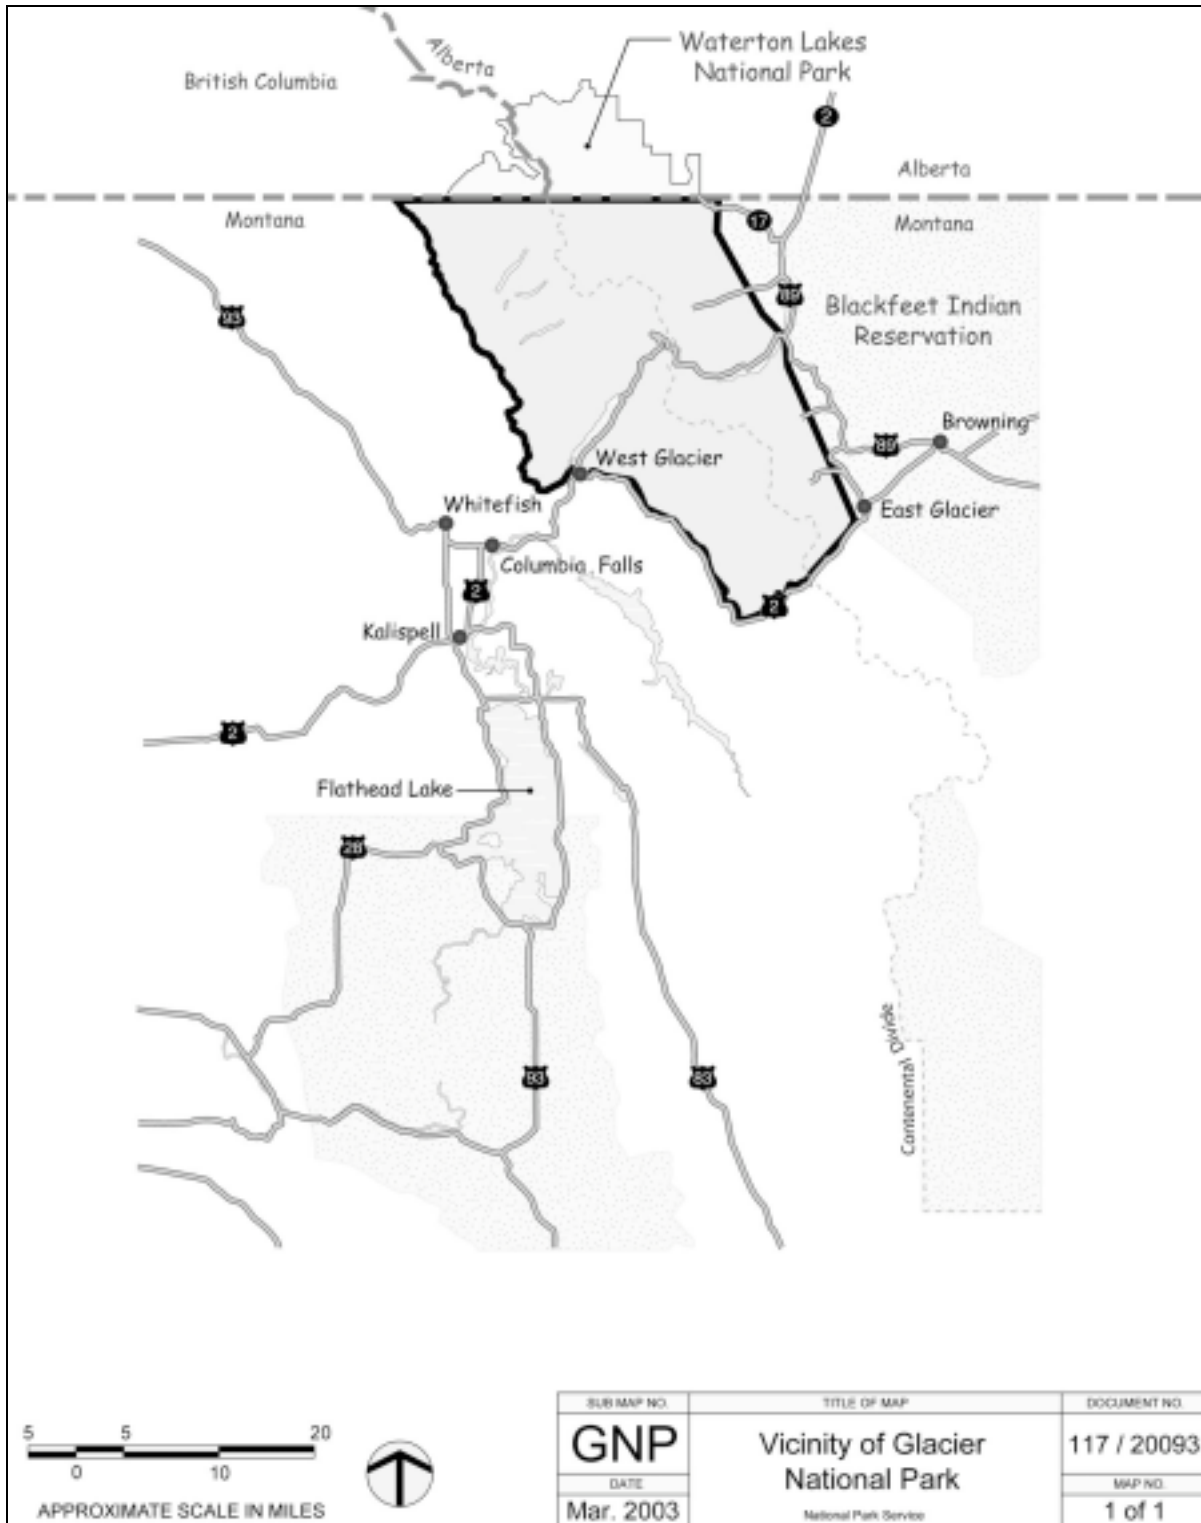 Waterton Lakes
National Park
Alberta
British Columbia
2
Alberta
Montana
17
Montana
93
89
Blackfeet Indian
Reservation
Browning
89
West Glacier
Whitefish
East Glacier
Columbia Falls
2
2
Kalispell
2
Flathead Lake
28
Contenental Divide
93
83
5 5 20
0 10
APPROXIMATE SCALE IN MILES
SUB MAP NO.
GNP
DATE
Mar. 2003
TITLE OF MAP
Vicinity of Glacier
National Park
National Park Service
DOCUMENT NO.
117 / 20093
MAP NO.
1 of 1